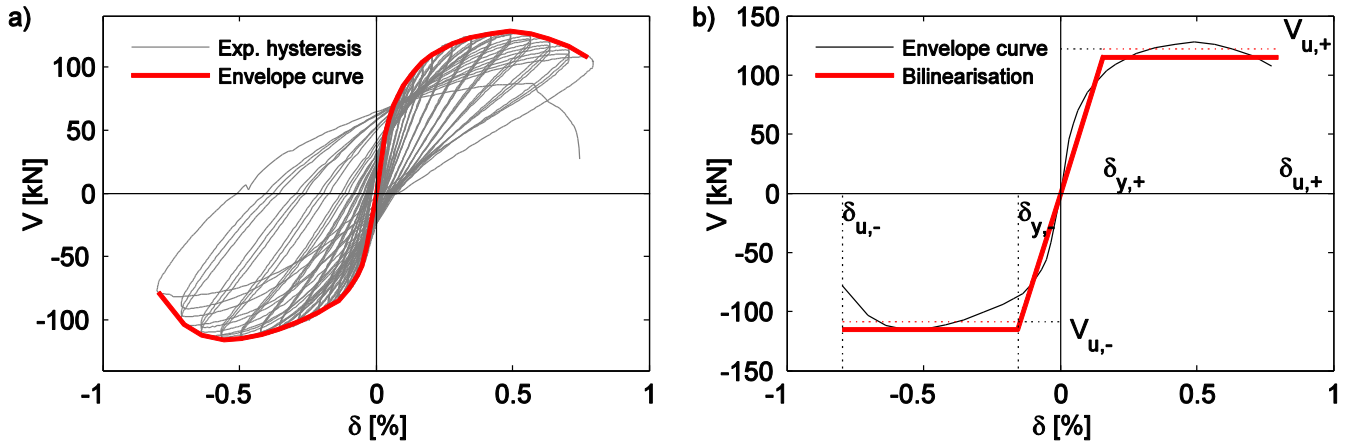 a)
Exp. hysteresis
Envelope curve
V [kN]
100
50
0
-50
-100
-1
-0.5
0
0.5
1
δ [%]
b)
Envelope curve
Bilinearisation
V [kN]
150
100
50
0
-50
-100
-150
-1
-0.5
0
0.5
1
δ [%]
V_{u,+}
δ_{y,+}
δ_{u,+}
δ_{u,-}
δ_{y,-}
V_{u,-}